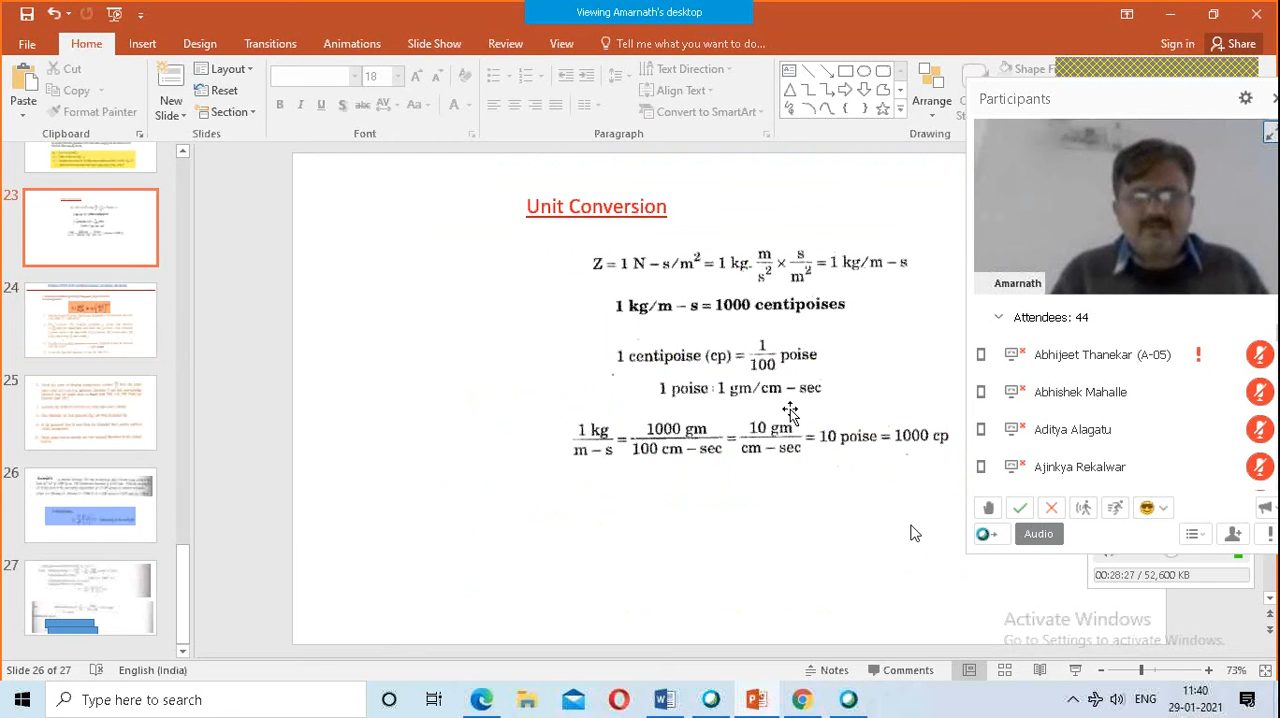 Viewing Amarnath's desktop
File Home Insert Design Transitions Animations Slide Show Review View Tell me what you want to do... Sign in Share
Paste
Cut
Copy
Format Painter
Clipboard
New Slide
Layout
Reset
Section
Slides
18
B I U S abc AV Aa A
Font
Text Direction
Align Text
Convert to SmartArt
Paragraph
Arrange
Shape Fi
Drawing
23
24
25
26
27
Unit Conversion
Z = 1 N – s/m² = 1 kg. m/s² × s/m² = 1 kg/m – s
1 kg/m – s = 1000 centipoises
1 centipoise (cp) = 1/100 poise
1 poise : 1 gm/cm – sec
1 kg/m – s = 1000 gm/100 cm – sec = 10 gm/cm – sec = 10 poise = 1000 cp
Participants
Amarnath
Attendees: 44
Abhijeet Thanekar (A-05)
Abhishek Mahalle
Aditya Alagatu
Ajinkya Rekalwar
Audio
00:28:27 / 52,600 KB
Activate Windows
Go to Settings to activate Windows.
Slide 26 of 27 English (India) Notes Comments 73%
Type here to search
ENG
11:40
29-01-2021